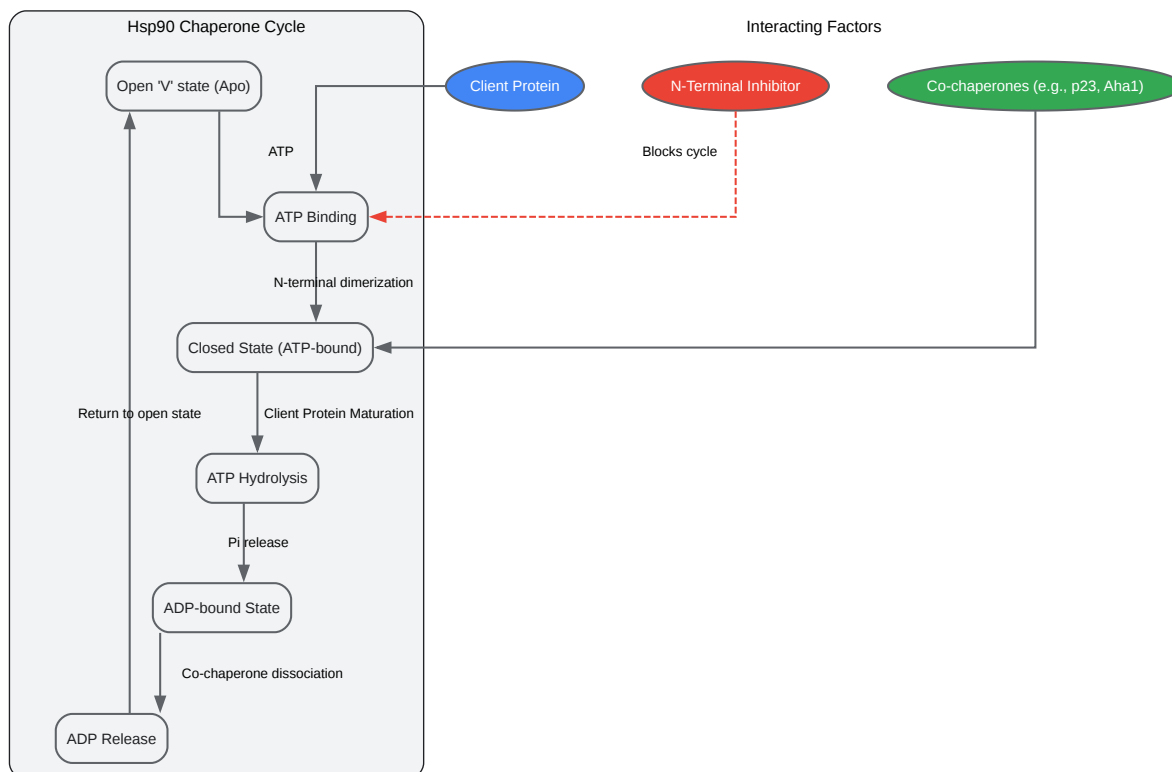 Hsp90 Chaperone Cycle
Interacting Factors
Open 'V' state (Apo)
Client Protein
N-Terminal Inhibitor
Co-chaperones (e.g., p23, Aha1)
ATP
Blocks cycle
ATP Binding
N-terminal dimerization
Closed State (ATP-bound)
Return to open state
Client Protein Maturation
ATP Hydrolysis
Pi release
ADP-bound State
Co-chaperone dissociation
ADP Release